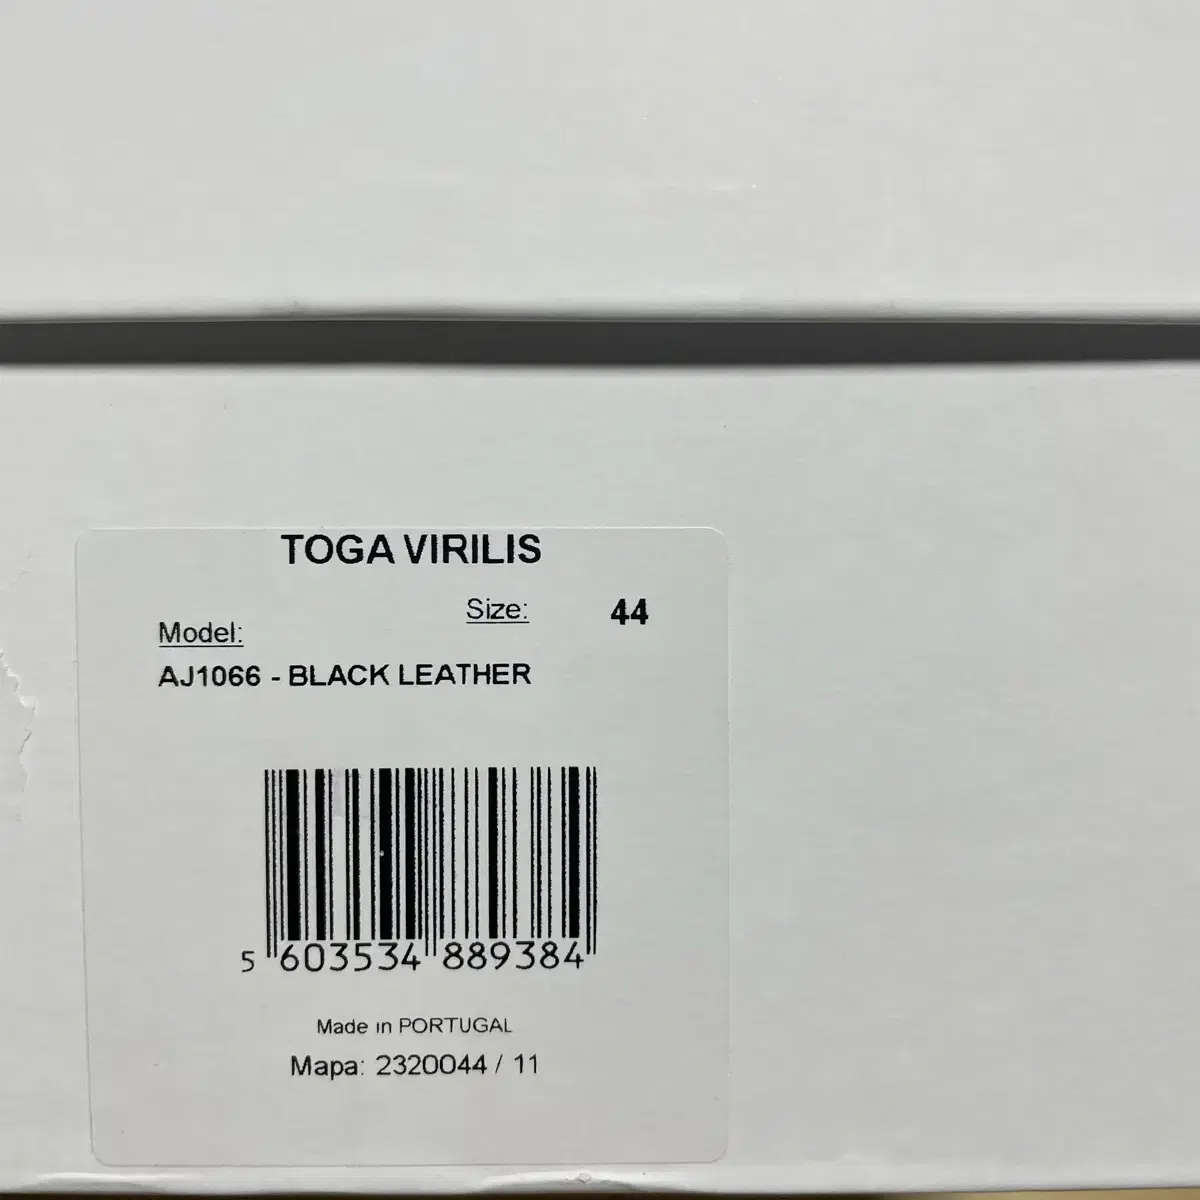 TOGA VIRILIS
Size: 44
Model:
AJ1066 - BLACK LEATHER
5 603534 889384
Made in PORTUGAL
Mapa: 2320044 / 11